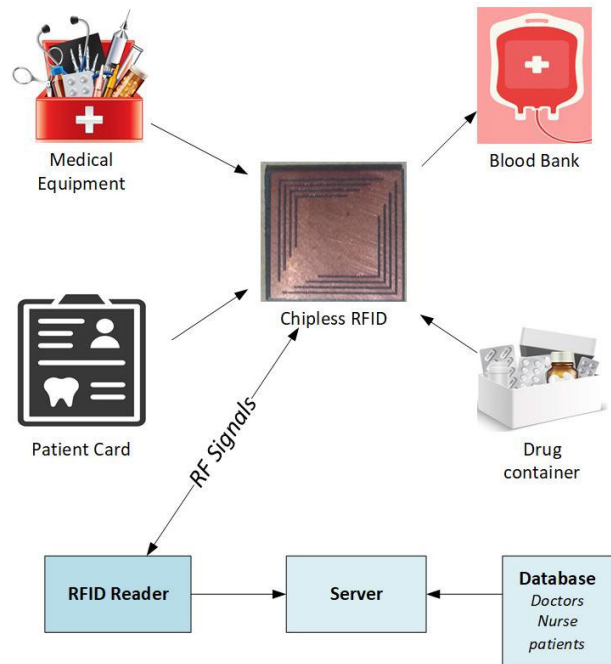 Medical
Equipment
Blood Bank
Chipless RFID
Patient Card
Drug
container
RF Signals
RFID Reader
Server
Database
Doctors
Nurse
patients